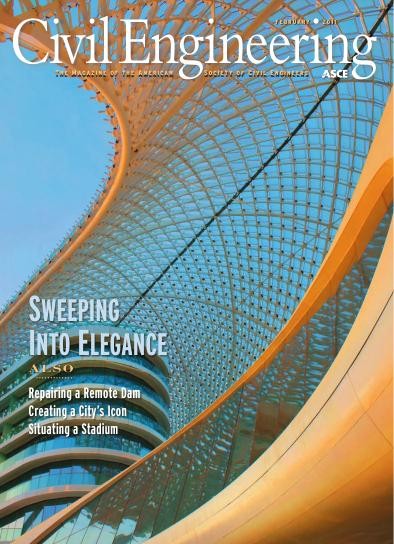 FEBRUARY 2011
Civil Engineering
THE MAGAZINE OF THE AMERICAN SOCIETY OF CIVIL ENGINEERS ASCE
SWEEPING
INTO ELEGANCE
ALSO
Repairing a Remote Dam
Creating a City's Icon
Situating a Stadium